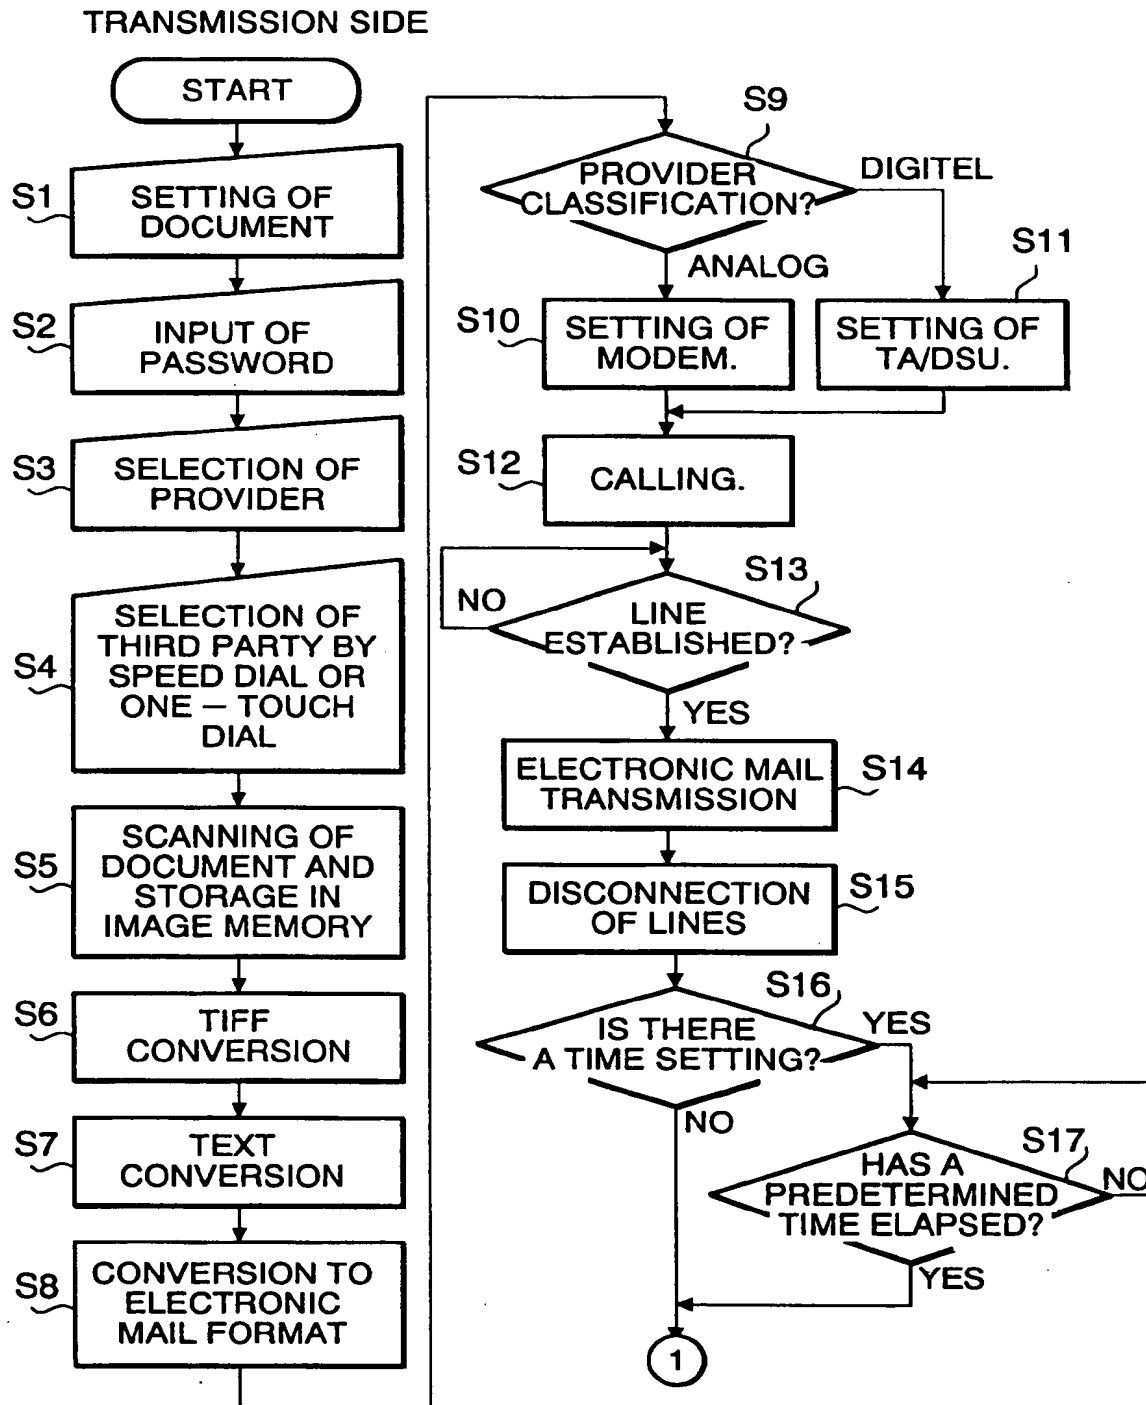 TRANSMISSION SIDE
START
S1
SETTING OF
DOCUMENT
S2
INPUT OF
PASSWORD
S3
SELECTION OF
PROVIDER
S4
SELECTION OF
THIRD PARTY BY
SPEED DIAL OR
ONE – TOUCH
DIAL
S5
SCANNING OF
DOCUMENT AND
STORAGE IN
IMAGE MEMORY
S6
TIFF
CONVERSION
S7
TEXT
CONVERSION
S8
CONVERSION TO
ELECTRONIC
MAIL FORMAT
S9
PROVIDER
CLASSIFICATION?
DIGITEL
ANALOG
S10
SETTING OF
MODEM.
S11
SETTING OF
TA/DSU.
S12
CALLING.
S13
LINE
ESTABLISHED?
NO
YES
S14
ELECTRONIC MAIL
TRANSMISSION
S15
DISCONNECTION
OF LINES
S16
IS THERE
A TIME SETTING?
YES
NO
S17
HAS A
PREDETERMINED
TIME ELAPSED?
NO
YES
1